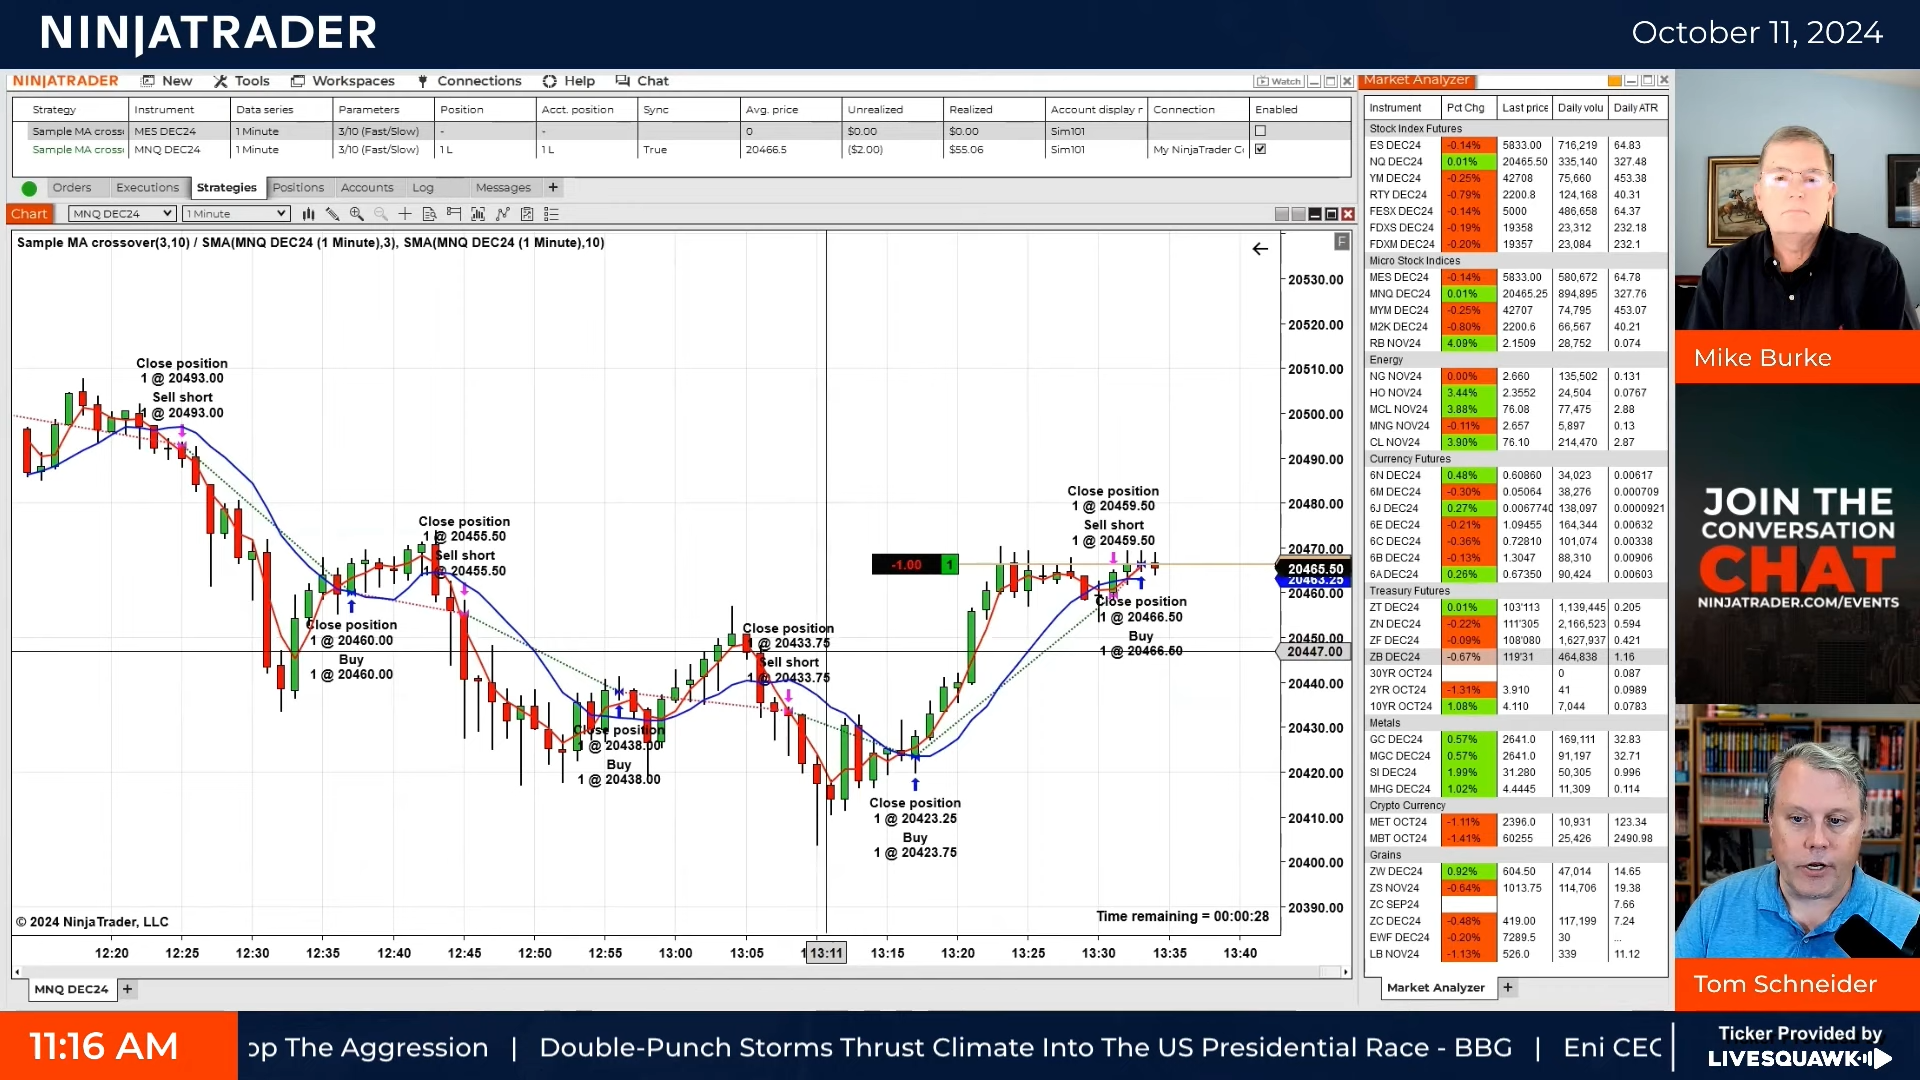 NINJATRADER
October 11, 2024
NINJATRADER New Tools Workspaces Connections Help Chat Watch
Strategy Instrument Data series Parameters Position Acct. position Sync Avg. price Unrealized Realized Account display r Connection Enabled
Sample MA cross MES DEC24 1 Minute 3/10 (Fast/Slow) - - 0 $0.00 $0.00 Sim101
Sample MA cross MNQ DEC24 1 Minute 3/10 (Fast/Slow) 1 L 1 L True 20466.5 ($2.00) $55.06 Sim101 My NinjaTrader Co
Orders Executions Strategies Positions Accounts Log Messages +
Chart MNQ DEC24 1 Minute
Sample MA crossover(3,10) / SMA(MNQ DEC24 (1 Minute),3), SMA(MNQ DEC24 (1 Minute),10)
F
Close position
1 @ 20493.00
Sell short
1 @ 20493.00
Close position
1 @ 20460.00
Buy
1 @ 20460.00
Close position
1 @ 20455.50
Sell short
1 @ 20455.50
Close position
1 @ 20438.00
Buy
1 @ 20438.00
Close position
1 @ 20433.75
Sell short
1 @ 20433.75
Close position
1 @ 20423.25
Buy
1 @ 20423.75
Close position
1 @ 20459.50
Sell short
1 @ 20459.50
Close position
1 @ 20466.50
Buy
1 @ 20466.50
-1.00 1
20530.00
20520.00
20510.00
20500.00
20490.00
20480.00
20470.00
20465.50
20463.25
20460.00
20450.00
20447.00
20440.00
20430.00
20420.00
20410.00
20400.00
20390.00
© 2024 NinjaTrader, LLC
Time remaining = 00:00:28
12:20 12:25 12:30 12:35 12:40 12:45 12:50 12:55 13:00 13:05 13:11 13:15 13:20 13:25 13:30 13:35 13:40
MNQ DEC24 +
Market Analyzer
Instrument Pct Chg Last price Daily volu Daily ATR
Stock Index Futures
ES DEC24 -0.14% 5833.00 716,219 64.83
NQ DEC24 0.01% 20465.50 335,140 327.48
YM DEC24 -0.25% 42708 75,660 453.38
RTY DEC24 -0.79% 2200.8 124,168 40.31
FESX DEC24 -0.14% 5000 486,658 64.37
FDXS DEC24 -0.19% 19358 23,312 232.18
FDXM DEC24 -0.20% 19357 23,084 232.1
Micro Stock Indices
MES DEC24 -0.14% 5833.00 580,672 64.78
MNQ DEC24 0.01% 20465.25 894,895 327.76
MYM DEC24 -0.25% 42707 74,795 453.07
M2K DEC24 -0.80% 2200.6 66,567 40.21
RB NOV24 4.09% 2.1509 28,752 0.074
Energy
NG NOV24 0.00% 2.660 135,502 0.131
HO NOV24 3.44% 2.3552 24,504 0.0767
MCL NOV24 3.88% 76.08 77,475 2.88
MNG NOV24 -0.11% 2.657 5,897 0.13
CL NOV24 3.90% 76.10 214,470 2.87
Currency Futures
6N DEC24 0.48% 0.60860 34,023 0.00617
6M DEC24 -0.30% 0.05064 38,276 0.000709
6J DEC24 0.27% 0.0067740 138,097 0.0000921
6E DEC24 -0.21% 1.09455 164,344 0.00632
6C DEC24 -0.36% 0.72810 101,074 0.00338
6B DEC24 -0.13% 1.3047 88,310 0.00906
6A DEC24 0.26% 0.67350 90,424 0.00603
Treasury Futures
ZT DEC24 0.01% 103'113 1,139,445 0.205
ZN DEC24 -0.22% 111'305 2,166,523 0.594
ZF DEC24 -0.09% 108'080 1,627,937 0.421
ZB DEC24 -0.67% 119'31 464,838 1.16
30YR OCT24 0 0.087
2YR OCT24 -1.31% 3.910 41 0.0989
10YR OCT24 1.08% 4.110 7,044 0.0783
Metals
GC DEC24 0.57% 2641.0 169,111 32.83
MGC DEC24 0.57% 2641.0 91,197 32.71
SI DEC24 1.99% 31.280 50,305 0.996
MHG DEC24 1.02% 4.4445 11,309 0.114
Crypto Currency
MET OCT24 -1.11% 2396.0 10,931 123.34
MBT OCT24 -1.41% 60255 25,426 2490.98
Grains
ZW DEC24 0.92% 604.50 47,014 14.65
ZS NOV24 -0.64% 1013.75 114,706 19.38
ZC SEP24 7.66
ZC DEC24 -0.48% 419.00 117,199 7.24
EWF DEC24 -0.20% 7289.5 30 ...
LB NOV24 -1.13% 526.0 339 11.12
Market Analyzer +
Mike Burke
JOIN THE
CONVERSATION
CHAT
NINJATRADER.COM/EVENTS
Tom Schneider
11:16 AM
op The Aggression | Double-Punch Storms Thrust Climate Into The US Presidential Race - BBG | Eni CEC
Ticker Provided by
LIVESQUAWK